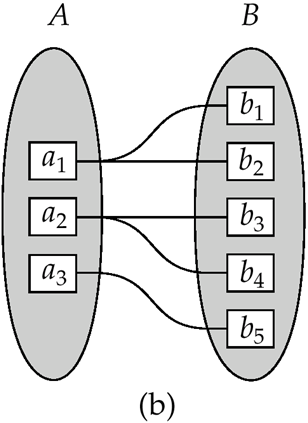 A B
b₁
a₁ b₂
a₂ b₃
a₃ b₄
b₅
(b)